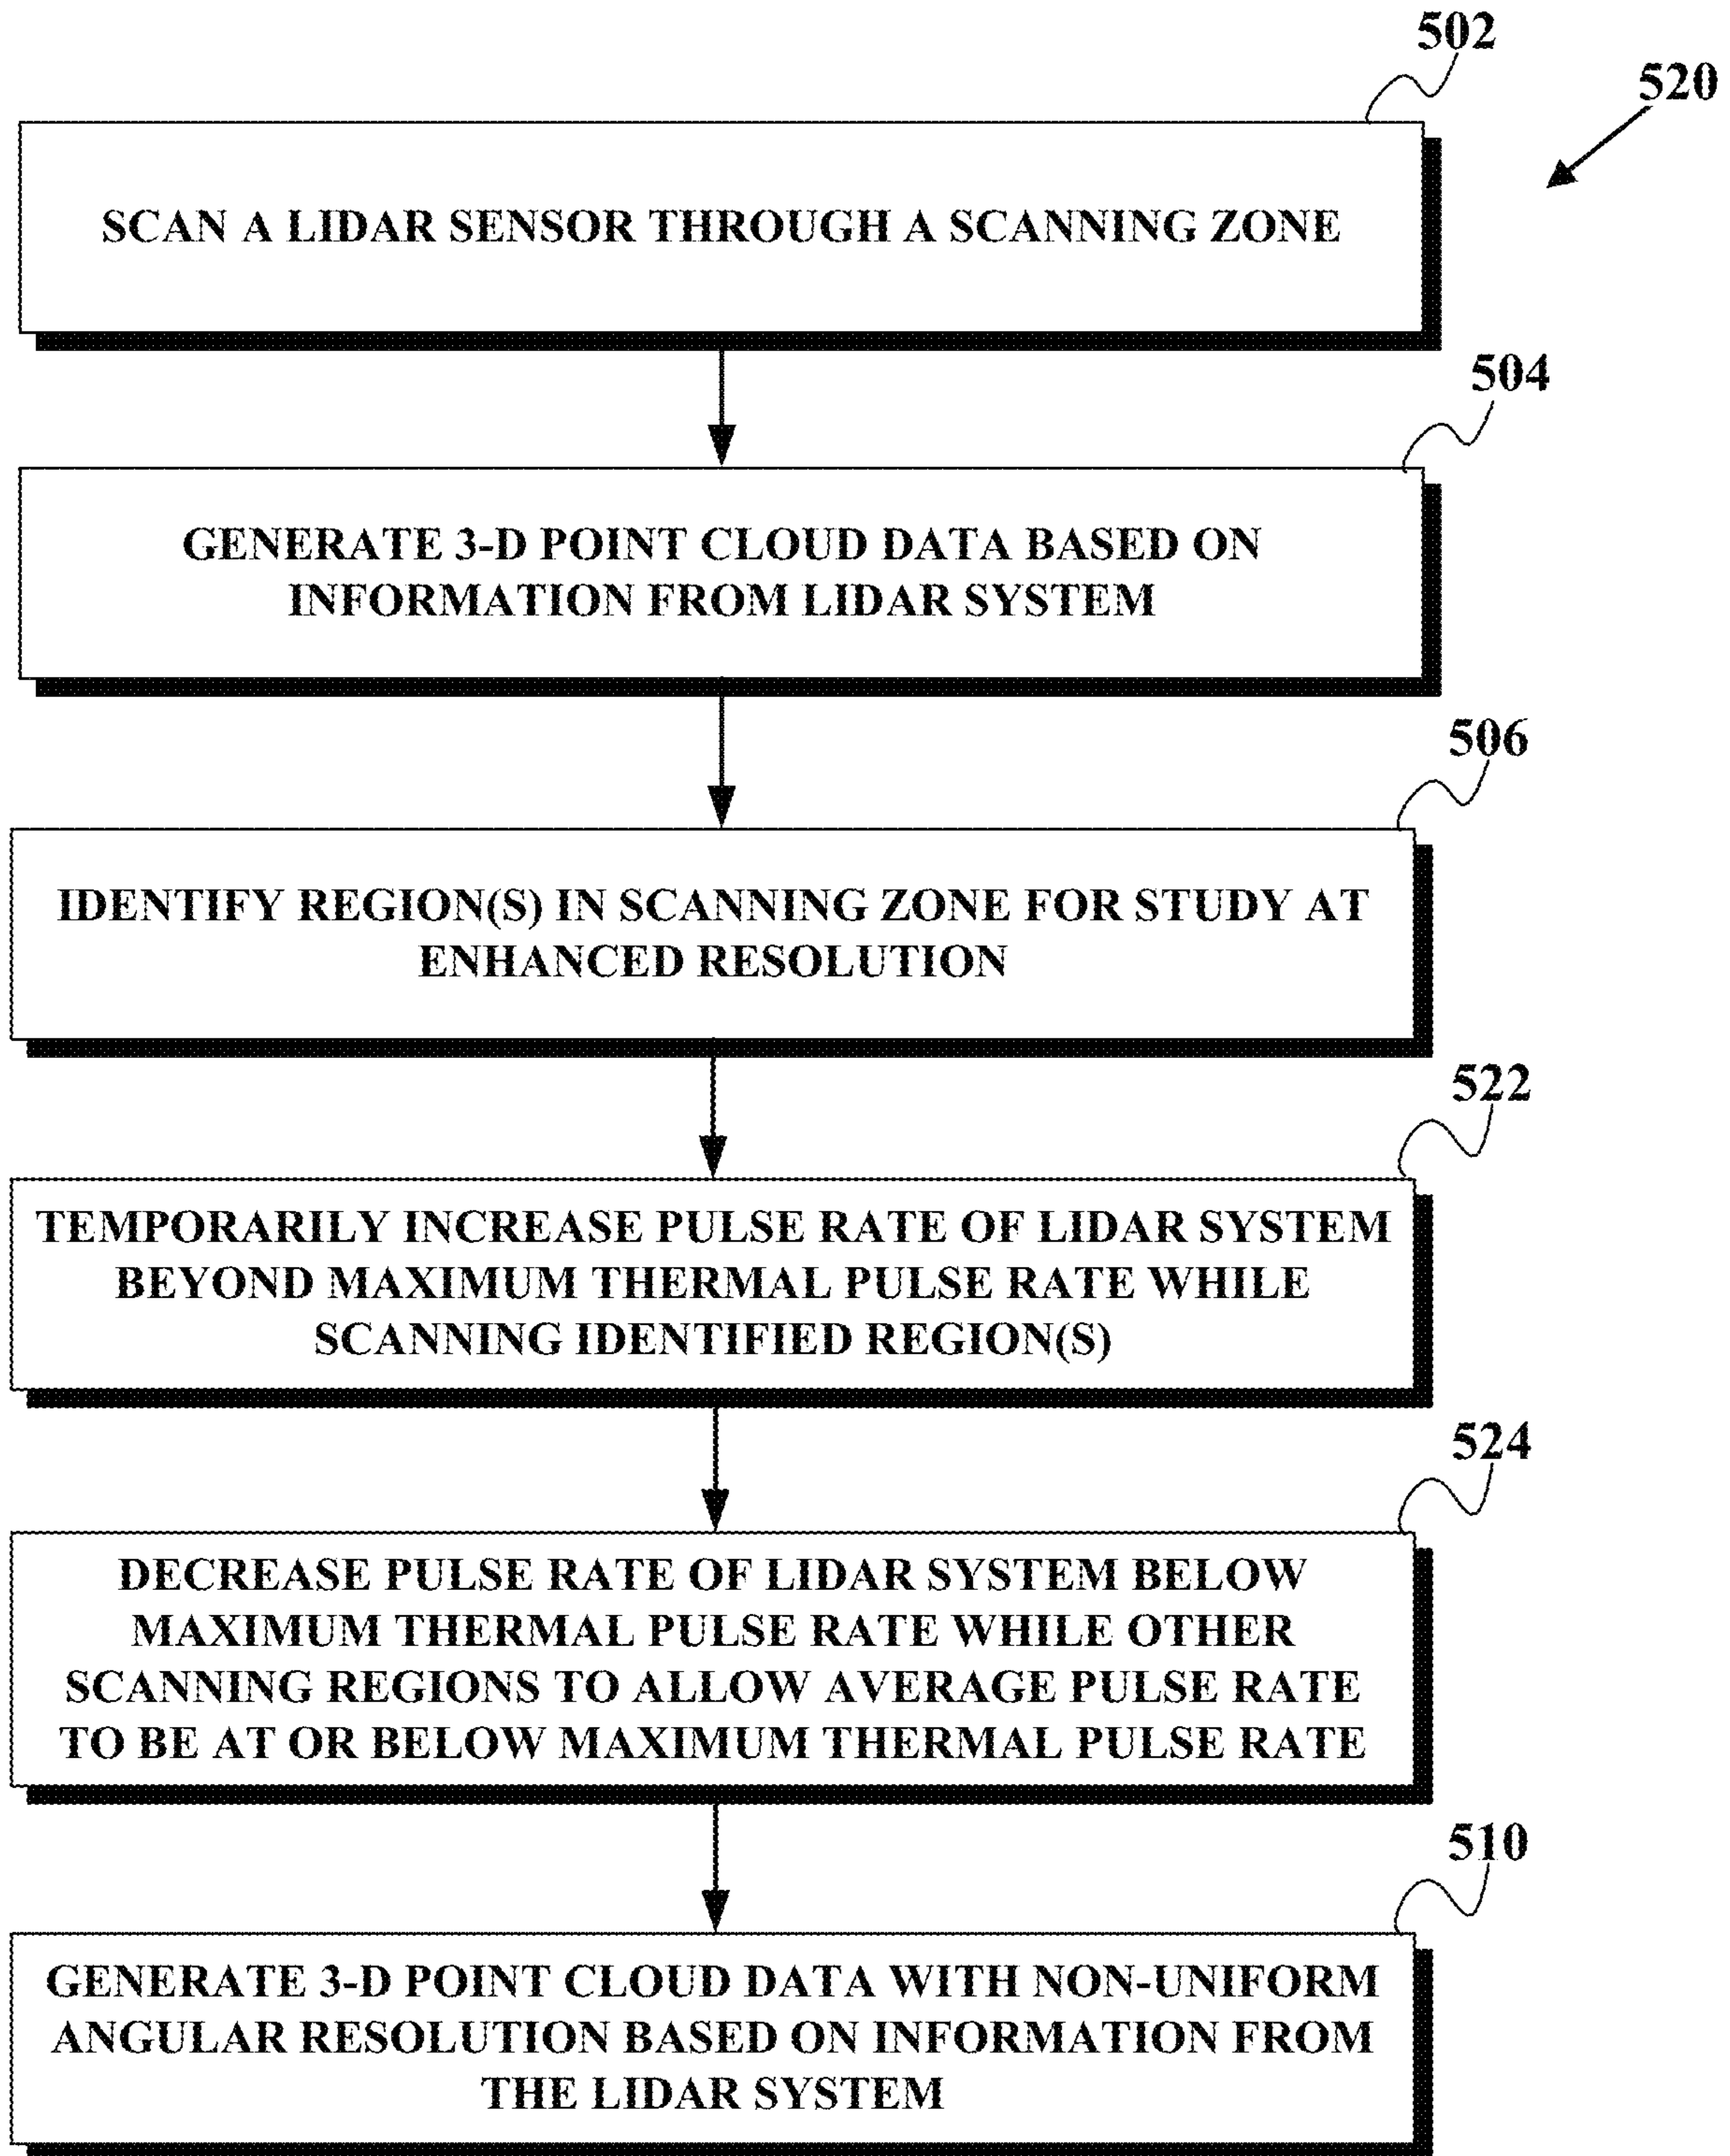 502
520
SCAN A LIDAR SENSOR THROUGH A SCANNING ZONE
504
GENERATE 3-D POINT CLOUD DATA BASED ON
INFORMATION FROM LIDAR SYSTEM
506
IDENTIFY REGION(S) IN SCANNING ZONE FOR STUDY AT
ENHANCED RESOLUTION
522
TEMPORARILY INCREASE PULSE RATE OF LIDAR SYSTEM
BEYOND MAXIMUM THERMAL PULSE RATE WHILE
SCANNING IDENTIFIED REGION(S)
524
DECREASE PULSE RATE OF LIDAR SYSTEM BELOW
MAXIMUM THERMAL PULSE RATE WHILE OTHER
SCANNING REGIONS TO ALLOW AVERAGE PULSE RATE
TO BE AT OR BELOW MAXIMUM THERMAL PULSE RATE
510
GENERATE 3-D POINT CLOUD DATA WITH NON-UNIFORM
ANGULAR RESOLUTION BASED ON INFORMATION FROM
THE LIDAR SYSTEM